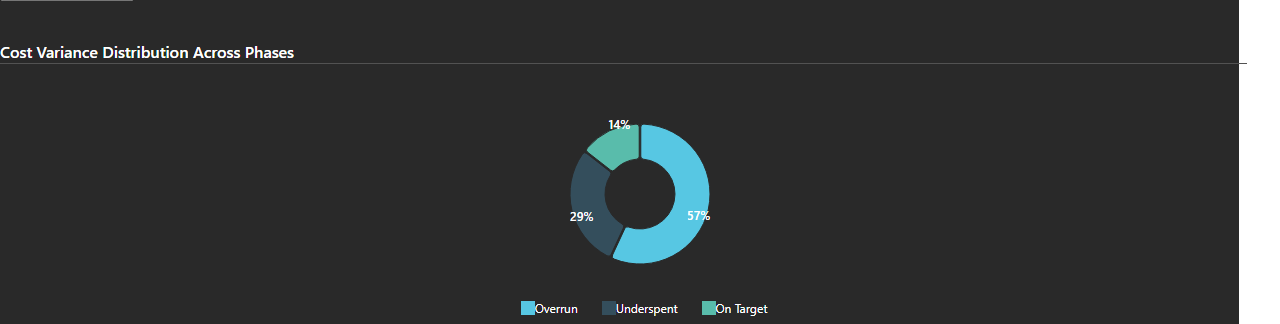 Cost Variance Distribution Across Phases
14%
29%
57%
Overrun Underspent On Target